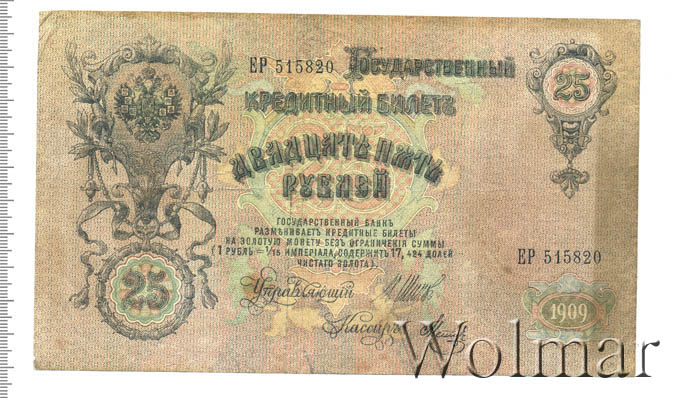 ЕР 515820 Государственный
25
кредитный билетъ
двадцать пять
рублей
государственный банкъ
размѣниваетъ кредитные билеты
на золотую монету безъ ограниченія суммы
(1 рубль = 1/15 имперіала, содержитъ 17,424 долей
чистаго золота).
ЕР 515820
25
Управляющий
Кассиръ
1909
Wolmar